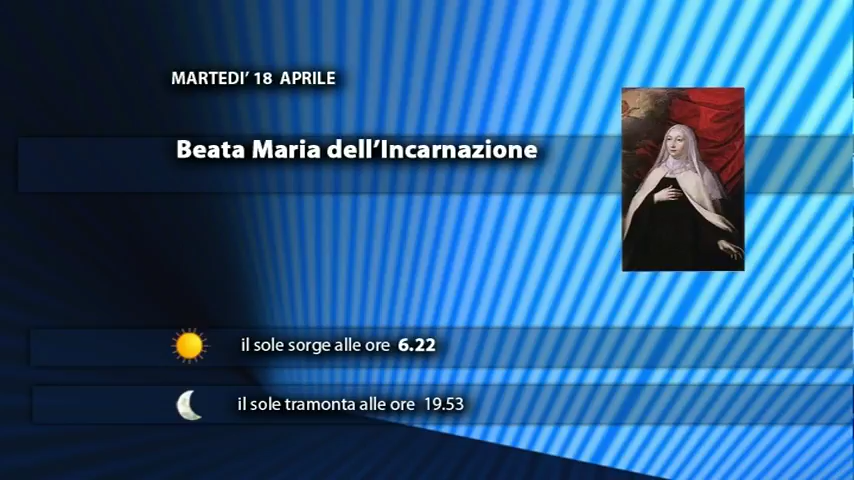 MARTEDI’ 18 APRILE
Beata Maria dell’Incarnazione
il sole sorge alle ore 6.22
il sole tramonta alle ore 19.53